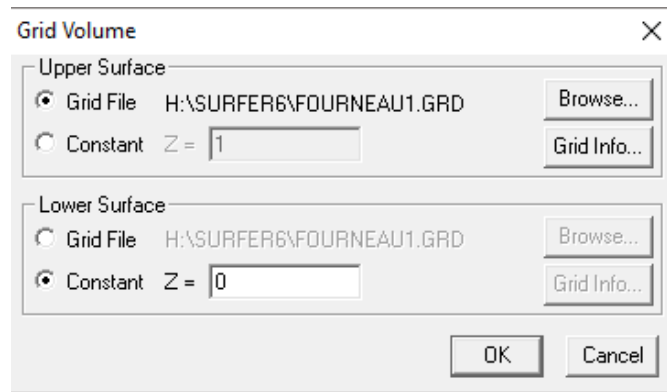 Grid Volume
Upper Surface
Grid File H:\SURFER6\FOURNEAU1.GRD Browse...
Constant Z = 1 Grid Info...
Lower Surface
Grid File H:\SURFER6\FOURNEAU1.GRD Browse...
Constant Z = 0 Grid Info...
OK Cancel